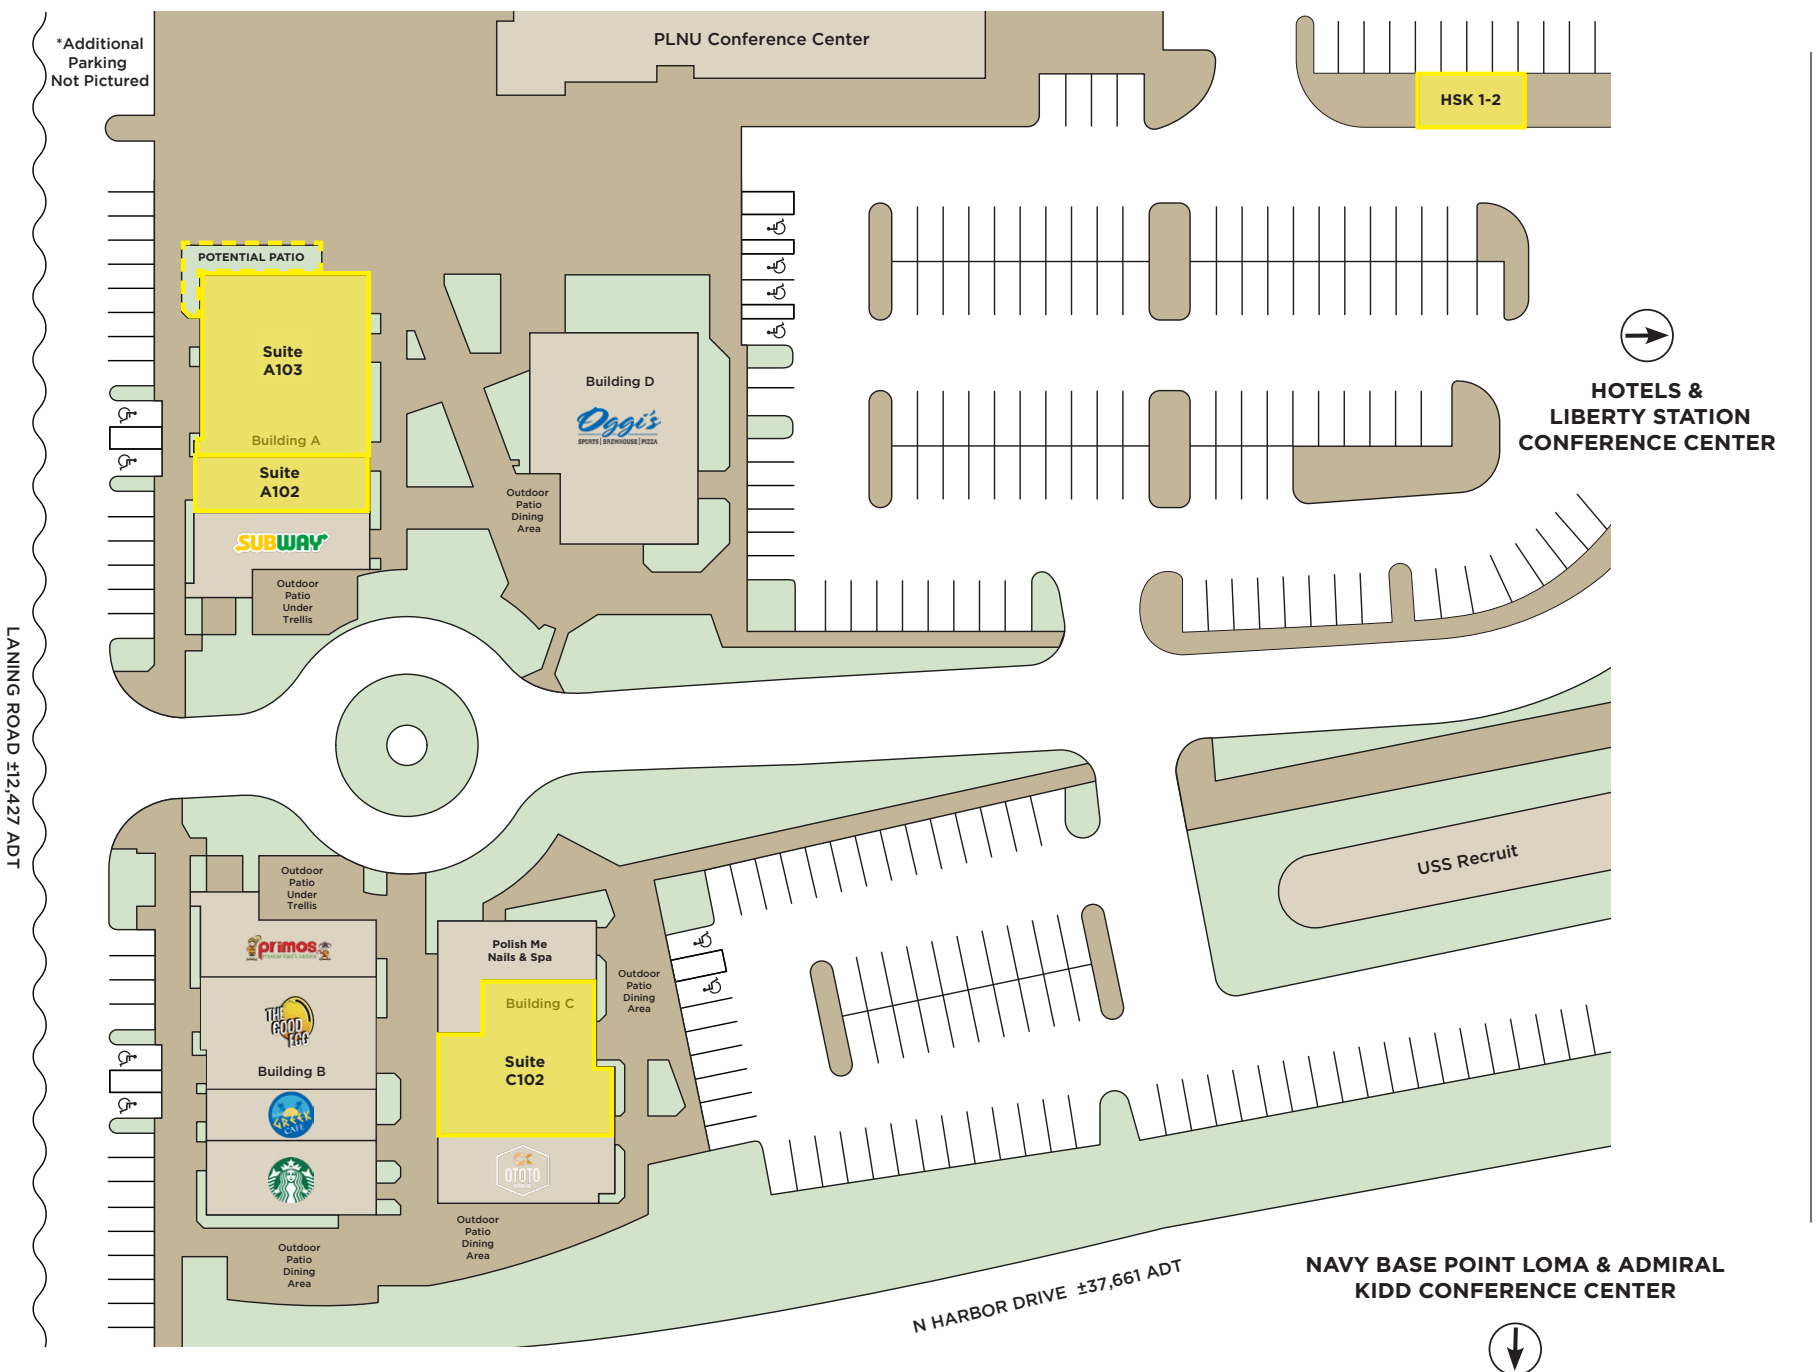 *Additional
Parking
Not Pictured
PLNU Conference Center
HSK 1-2
POTENTIAL PATIO
Suite
A103
Building A
Suite
A102
SUBWAY
Outdoor
Patio
Under
Trellis
Building D
Oggi's
SPORTS | BREWHOUSE | PIZZA
Outdoor
Patio
Dining
Area
HOTELS &
LIBERTY STATION
CONFERENCE CENTER
LANING ROAD ±12,427 ADT
USS Recruit
Outdoor
Patio
Under
Trellis
primos
THE
GOOD
EGG
Building B
GREEK
CAFE
Outdoor
Patio
Dining
Area
Polish Me
Nails & Spa
Building C
Suite
C102
OTOTO
Outdoor
Patio
Dining
Area
Outdoor
Patio
Dining
Area
N HARBOR DRIVE ±37,661 ADT
NAVY BASE POINT LOMA & ADMIRAL
KIDD CONFERENCE CENTER